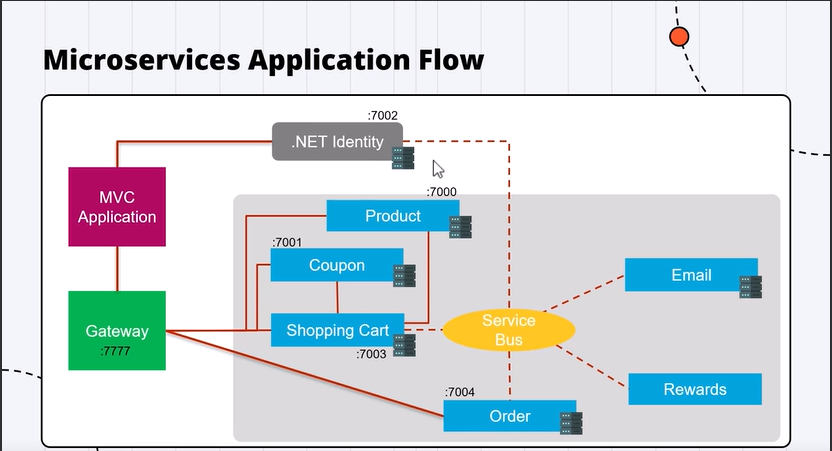 Microservices Application Flow
:7002
.NET Identity
MVC
Application
:7000
Product
:7001
Coupon
Email
Gateway
:7777
Shopping Cart
:7003
Service
Bus
Rewards
:7004
Order